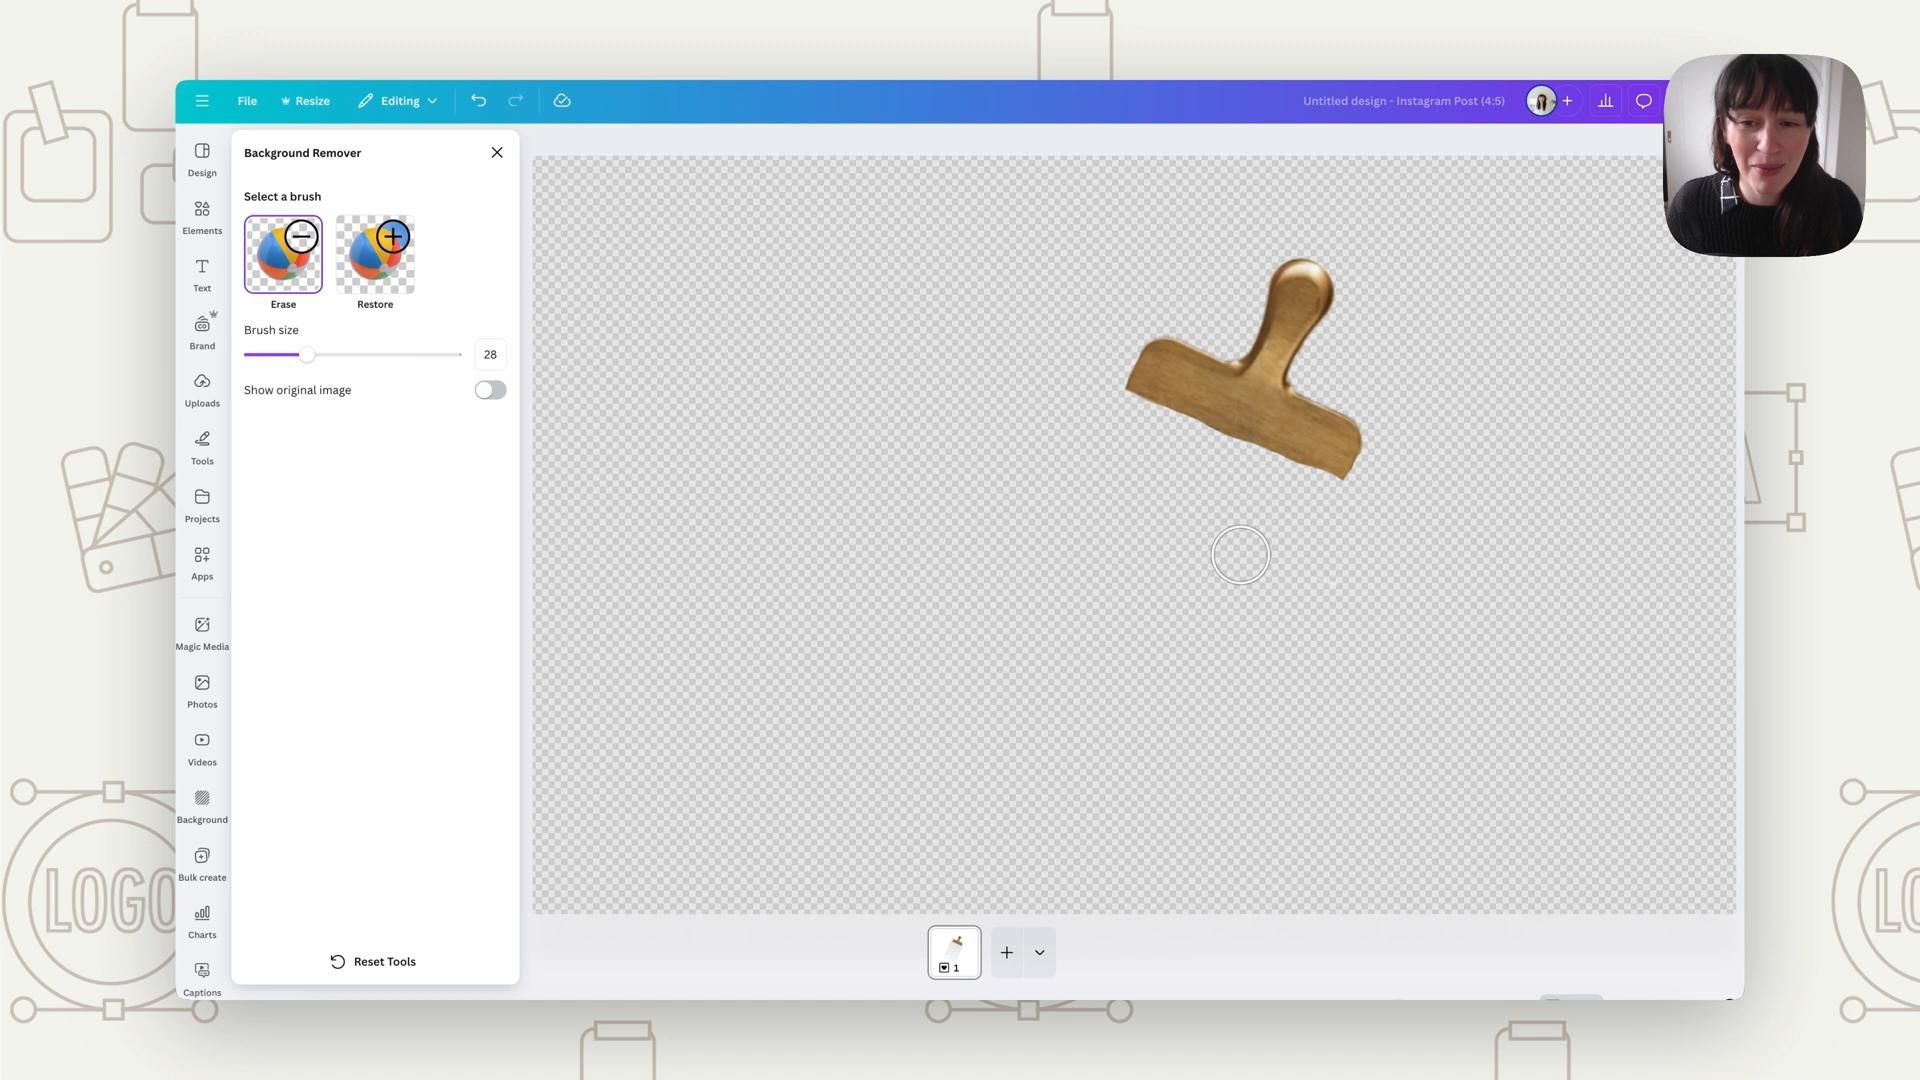 File
Resize
Editing
Untitled design - Instagram Post (4:5)
Design
Elements
Text
Brand
CO
Uploads
Tools
Projects
Apps
Magic Media
Photos
Videos
Background
Bulk create
Charts
Captions
Background Remover
Select a brush
Erase
Restore
Brush size
28
Show original image
Reset Tools
1
LOGO
LO